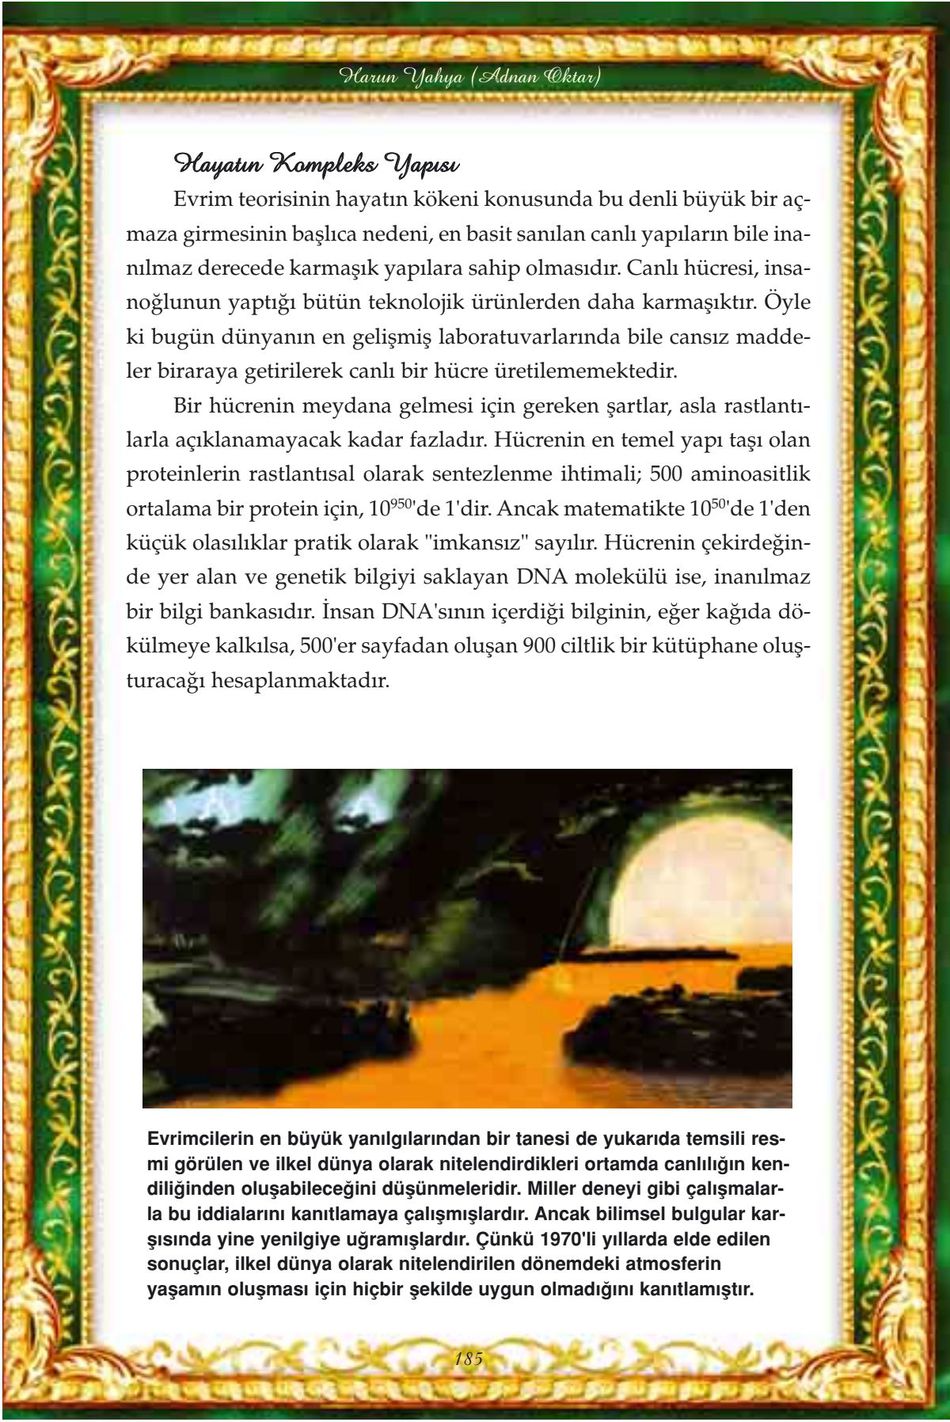 Harun Yahya (Adnan Oktar)
Hayatın Kompleks Yapısı
Evrim teorisinin hayatın kökeni konusunda bu denli büyük bir aç-
maza girmesinin başlıca nedeni, en basit sanılan canlı yapıların bile ina-
nılmaz derecede karmaşık yapılara sahip olmasıdır. Canlı hücresi, insa-
noğlunun yaptığı bütün teknolojik ürünlerden daha karmaşıktır. Öyle
ki bugün dünyanın en gelişmiş laboratuvarlarında bile cansız madde-
ler biraraya getirilerek canlı bir hücre üretilememektedir.
Bir hücrenin meydana gelmesi için gereken şartlar, asla rastlantı-
larla açıklanamayacak kadar fazladır. Hücrenin en temel yapı taşı olan
proteinlerin rastlantısal olarak sentezlenme ihtimali; 500 aminoasitlik
ortalama bir protein için, 10⁹⁵⁰'de 1'dir. Ancak matematikte 10⁵⁰'de 1'den
küçük olasılıklar pratik olarak "imkansız" sayılır. Hücrenin çekirdeğin-
de yer alan ve genetik bilgiyi saklayan DNA molekülü ise, inanılmaz
bir bilgi bankasıdır. İnsan DNA'sının içerdiği bilginin, eğer kağıda dö-
külmeye kalkılsa, 500'er sayfadan oluşan 900 ciltlik bir kütüphane oluş-
turacağı hesaplanmaktadır.
Evrimcilerin en büyük yanılgılarından bir tanesi de yukarıda temsili res-
mi görülen ve ilkel dünya olarak nitelendirdikleri ortamda canlılığın ken-
diliğinden oluşabileceğini düşünmeleridir. Miller deneyi gibi çalışmalar-
la bu iddialarını kanıtlamaya çalışmışlardır. Ancak bilimsel bulgular kar-
şısında yine yenilgiye uğramışlardır. Çünkü 1970'li yıllarda elde edilen
sonuçlar, ilkel dünya olarak nitelendirilen dönemdeki atmosferin
yaşamın oluşması için hiçbir şekilde uygun olmadığını kanıtlamıştır.
185